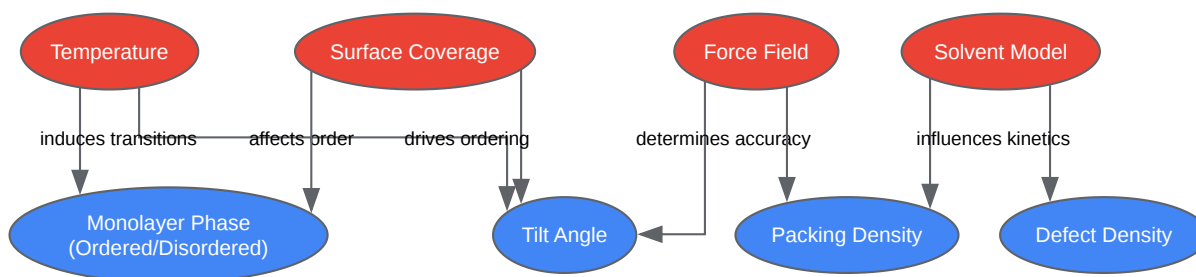 Temperature
Surface Coverage
Force Field
Solvent Model
induces transitions
affects order
drives ordering
determines accuracy
influences kinetics
Monolayer Phase
(Ordered/Disordered)
Tilt Angle
Packing Density
Defect Density